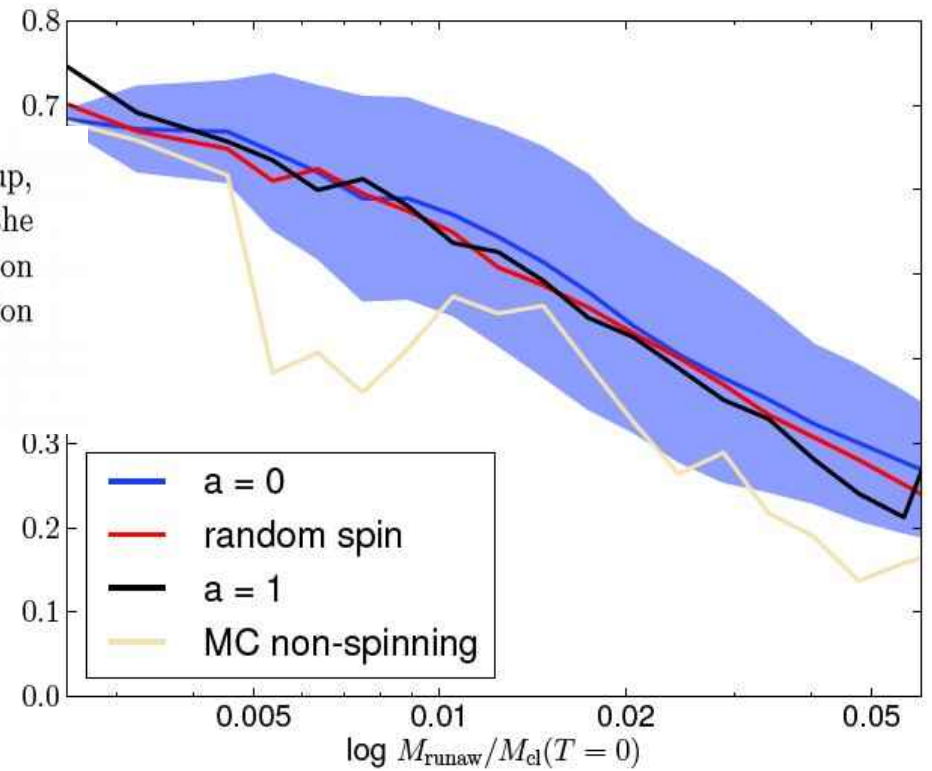 0.8
0.7
up,
the
on
on
0.3
0.2
0.1
0.0
a = 0
random spin
a = 1
MC non-spinning
0.005 0.01 0.02 0.05
log M_runaw/M_cl(T = 0)